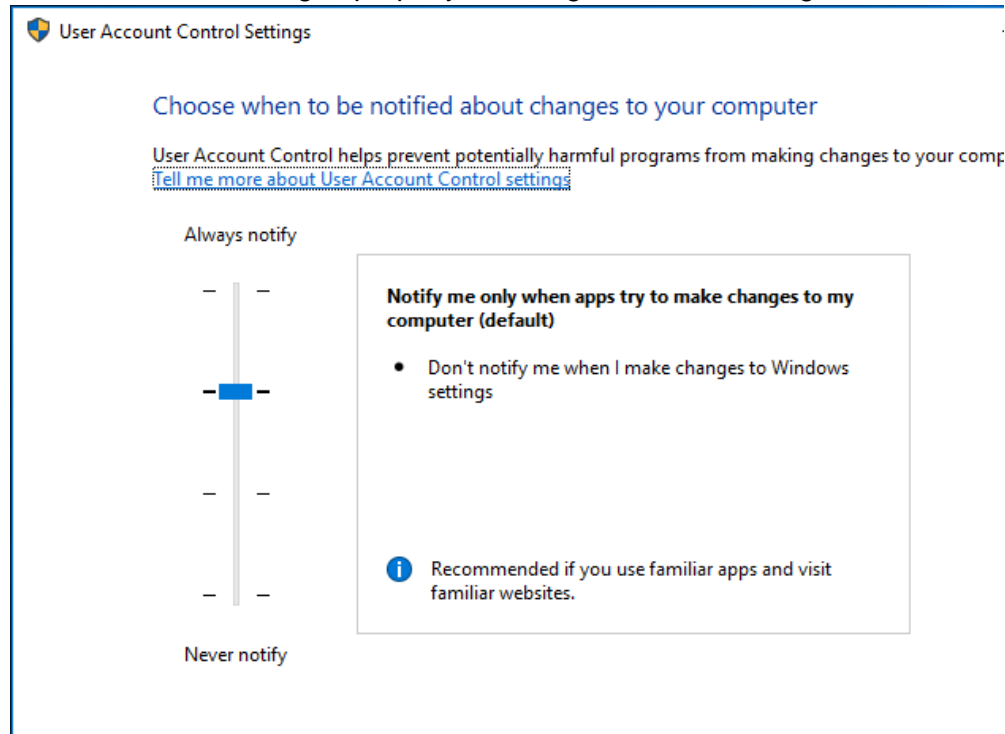 User Account Control Settings
Choose when to be notified about changes to your computer
User Account Control helps prevent potentially harmful programs from making changes to your comp
Tell me more about User Account Control settings
Always notify
Notify me only when apps try to make changes to my
computer (default)
• Don't notify me when I make changes to Windows
settings
Recommended if you use familiar apps and visit
familiar websites.
Never notify